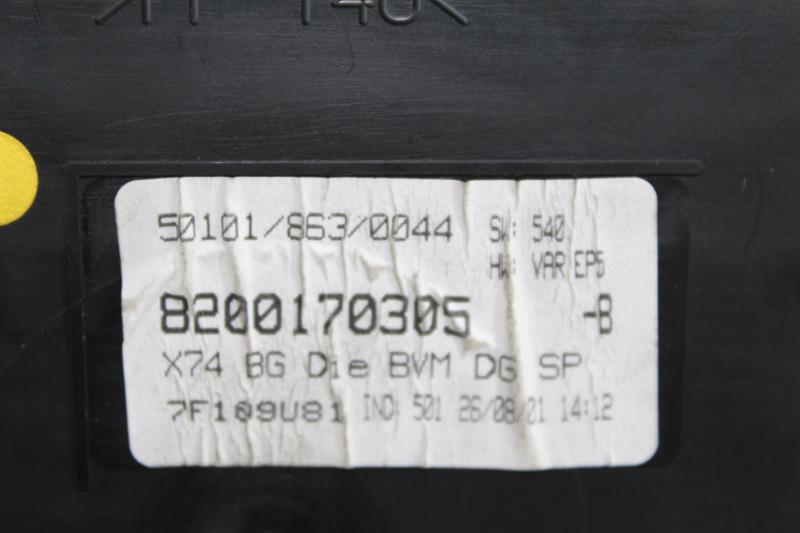 50101/863/0044 SW: 540
HW: VAR EP5
8200170305 -B
X74 BG Die BVM DG SP
7F109U81 IND: 501 26/08/01 14:12